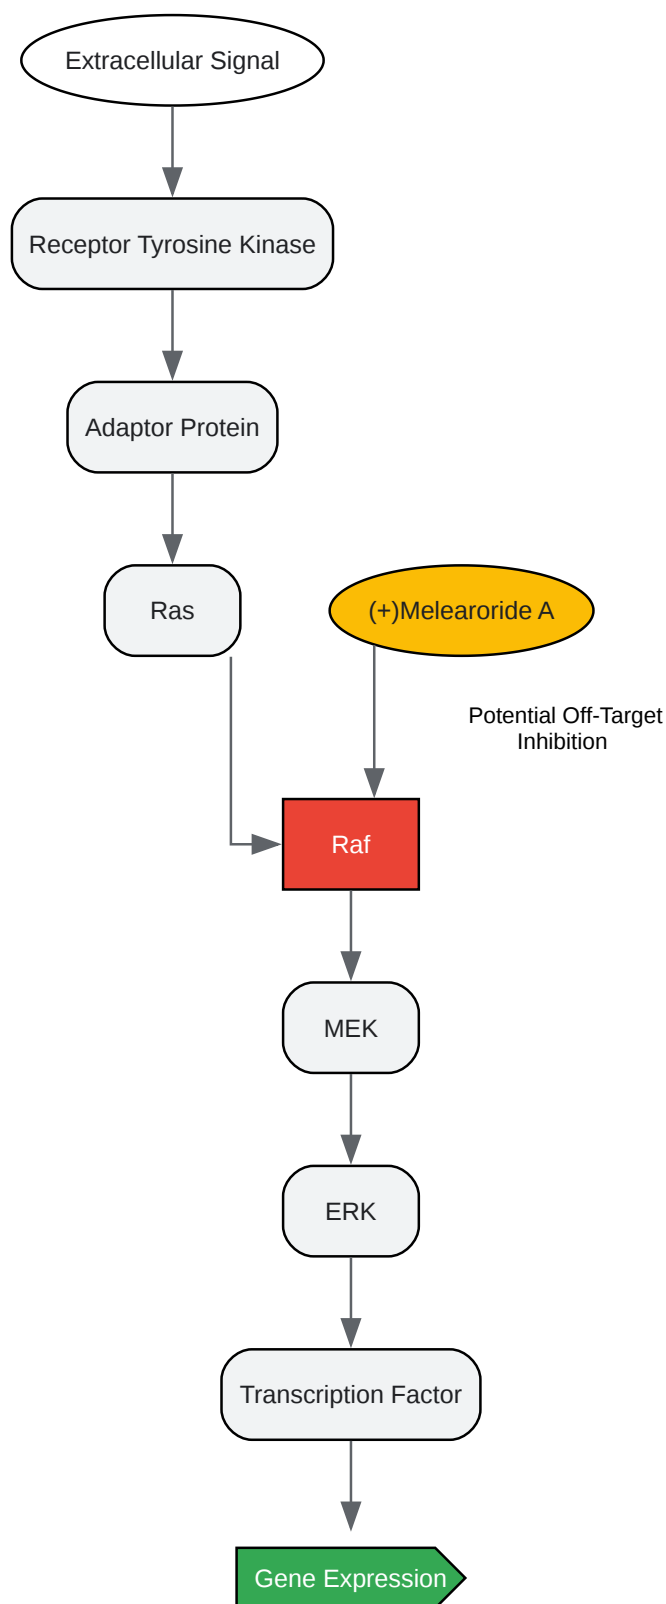 Extracellular Signal
Receptor Tyrosine Kinase
Adaptor Protein
Ras
(+)Melearoride A
Potential Off-Target
Inhibition
Raf
MEK
ERK
Transcription Factor
Gene Expression